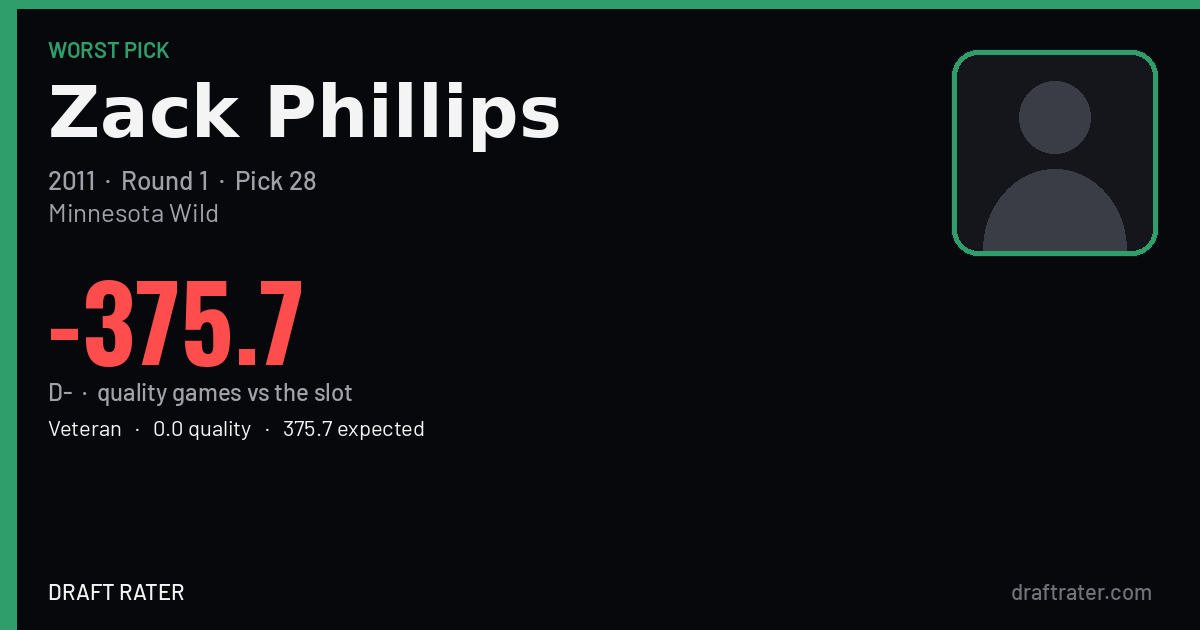 WORST PICK
Zack Phillips
2011 · Round 1 · Pick 28
Minnesota Wild
-375.7
D- · quality games vs the slot
Veteran · 0.0 quality · 375.7 expected
DRAFT RATER
draftrater.com